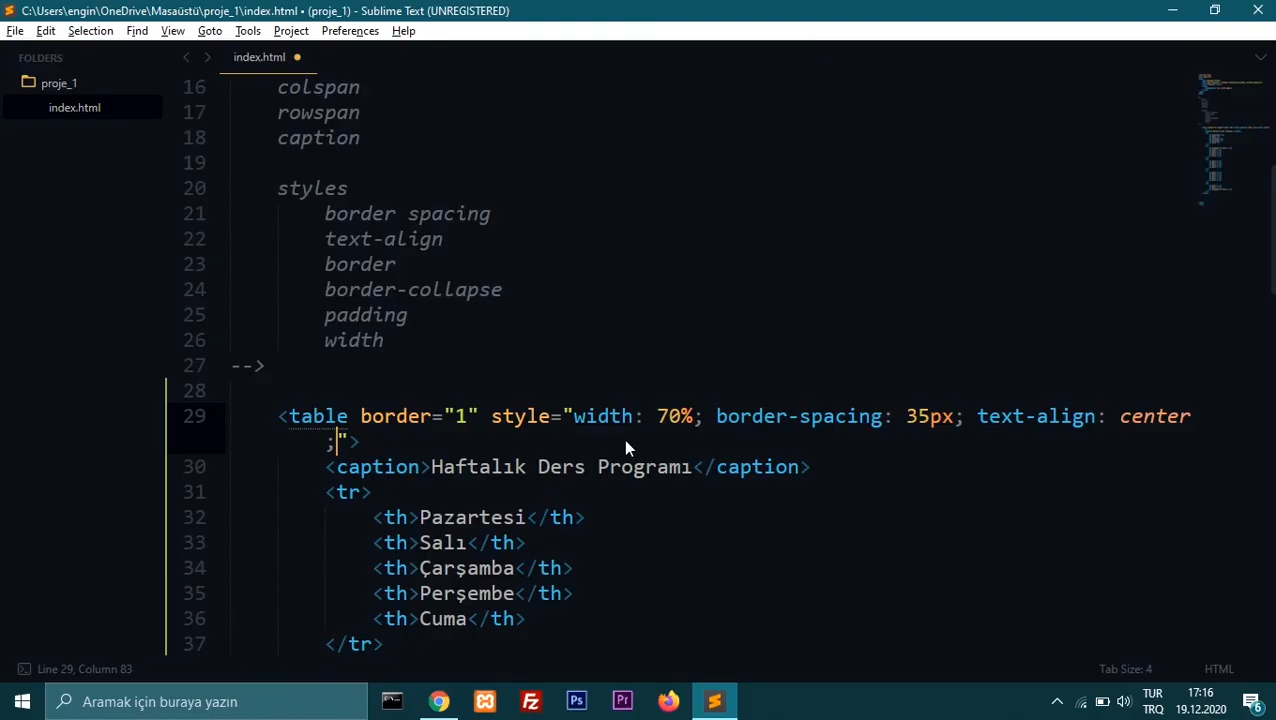 C:\Users\engin\OneDrive\Masaüstü\proje_1\index.html • (proje_1) - Sublime Text (UNREGISTERED)
File Edit Selection Find View Goto Tools Project Preferences Help
FOLDERS
proje_1
index.html
index.html
16 colspan
17 rowspan
18 caption
19
20 styles
21 border spacing
22 text-align
23 border
24 border-collapse
25 padding
26 width
27 -->
28
29 <table border="1" style="width: 70%; border-spacing: 35px; text-align: center
;">
30 <caption>Haftalık Ders Programı</caption>
31 <tr>
32 <th>Pazartesi</th>
33 <th>Salı</th>
34 <th>Çarşamba</th>
35 <th>Perşembe</th>
36 <th>Cuma</th>
37 </tr>
Line 29, Column 83
Tab Size: 4
HTML
Aramak için buraya yazın
Ps
Pr
TUR
TRQ
17:16
19.12.2020
6